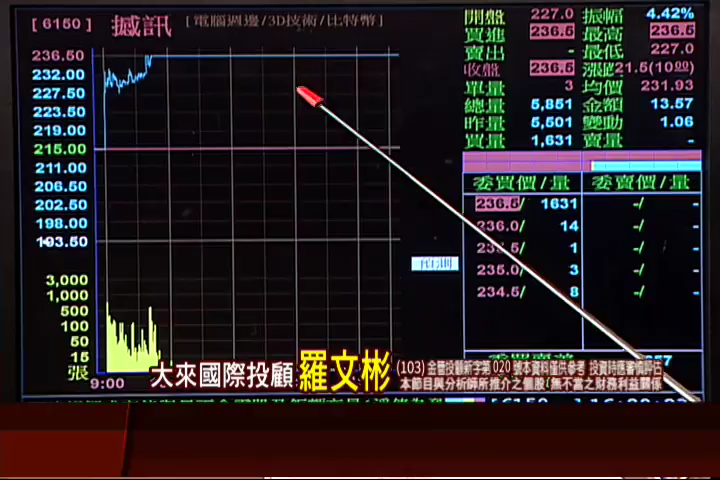 [6150] 撼訊 [電腦週邊/3D技術/比特幣]
開盤 227.0 振幅 4.42%
買進 236.5 最高 236.5
賣出 - 最低 227.0
收盤 236.5 漲跌 21.5(10.00)
單量 3 均價 231.93
總量 5,851 金額 13.57
昨量 5,501 變動 1.06
買量 1,631 賣量 -
236.50
232.00
227.50
223.50
219.00
215.00
211.00
206.50
202.50
198.00
193.50
3,000
1,000
500
100
50
15
張
9:00
委買價/量 委賣價/量
236.5/ 1631 -/ -
236.0/ 14 -/ -
1 -/ -
235.0/ 3 -/ -
234.5/ 8 -/ -
大來國際投顧 羅文彬
(103)金管投顧新字第020號本資料僅供參考 投資時應審慎評估
本節目與分析師所推介之個股 無不當之財務利益關係